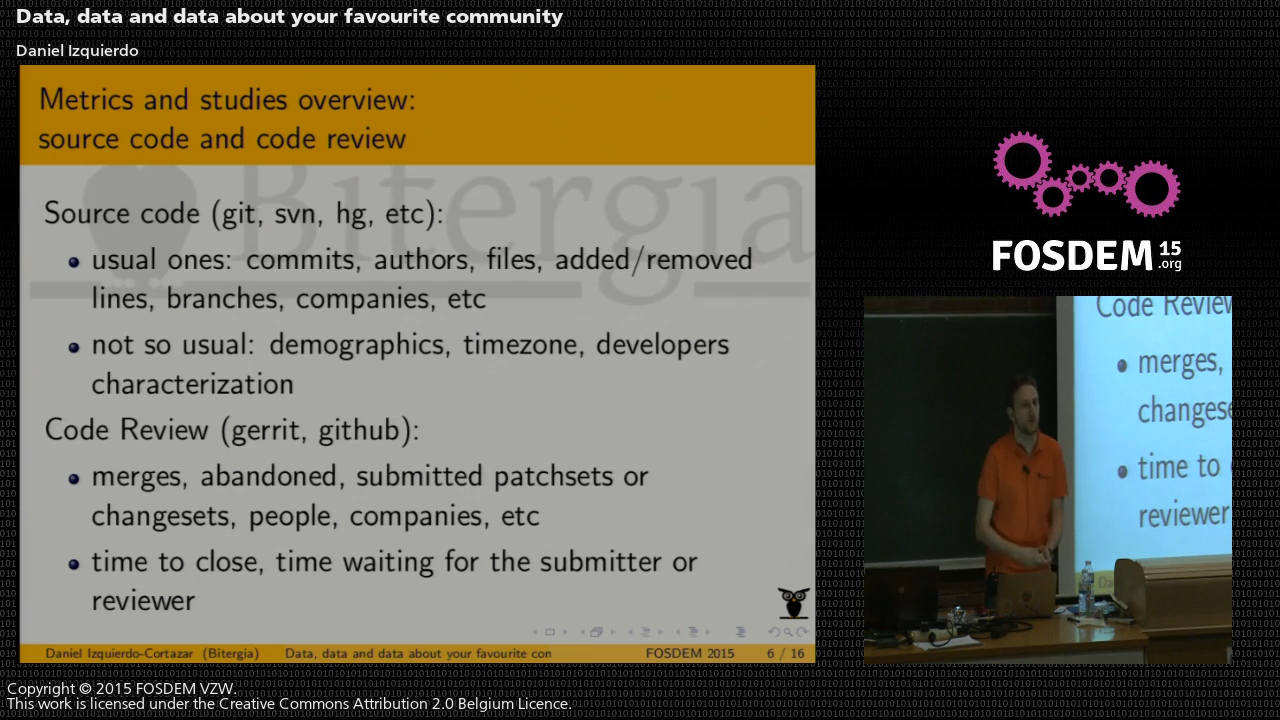 Data, data and data about your favourite community
Daniel Izquierdo
Metrics and studies overview:
source code and code review
Bitergia
Source code (git, svn, hg, etc):
usual ones: commits, authors, files, added/removed
lines, branches, companies, etc
not so usual: demographics, timezone, developers
characterization
Code Review (gerrit, github):
merges, abandoned, submitted patchsets or
changesets, people, companies, etc
time to close, time waiting for the submitter or
reviewer
Daniel Izquierdo-Cortazar (Bitergia) Data, data and data about your favourite con FOSDEM 2015 6 / 16
FOSDEM 15
.org
Code Review
merges,
changese
time to
reviewer
Copyright © 2015 FOSDEM VZW.
This work is licensed under the Creative Commons Attribution 2.0 Belgium Licence.